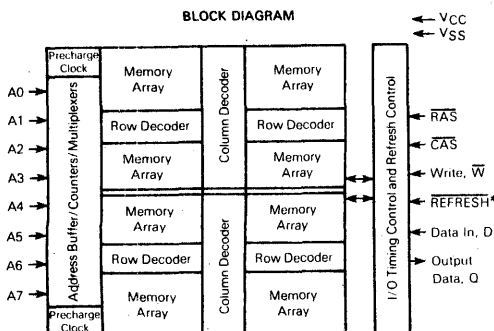 BLOCK DIAGRAM
VCC
VSS
Precharge
Clock
Address Buffer/Counters/Multiplexers
Precharge
Clock
A0
A1
A2
A3
A4
A5
A6
A7
Memory
Array
Row Decoder
Memory
Array
Memory
Array
Row Decoder
Memory
Array
Column Decoder
Column Decoder
Memory
Array
Row Decoder
Memory
Array
Memory
Array
Row Decoder
Memory
Array
I/O Timing Control and Refresh Control
R̅A̅S̅
C̅A̅S̅
Write, W̅
R̅E̅F̅R̅E̅S̅H̅*
Data In, D
Output
Data, Q